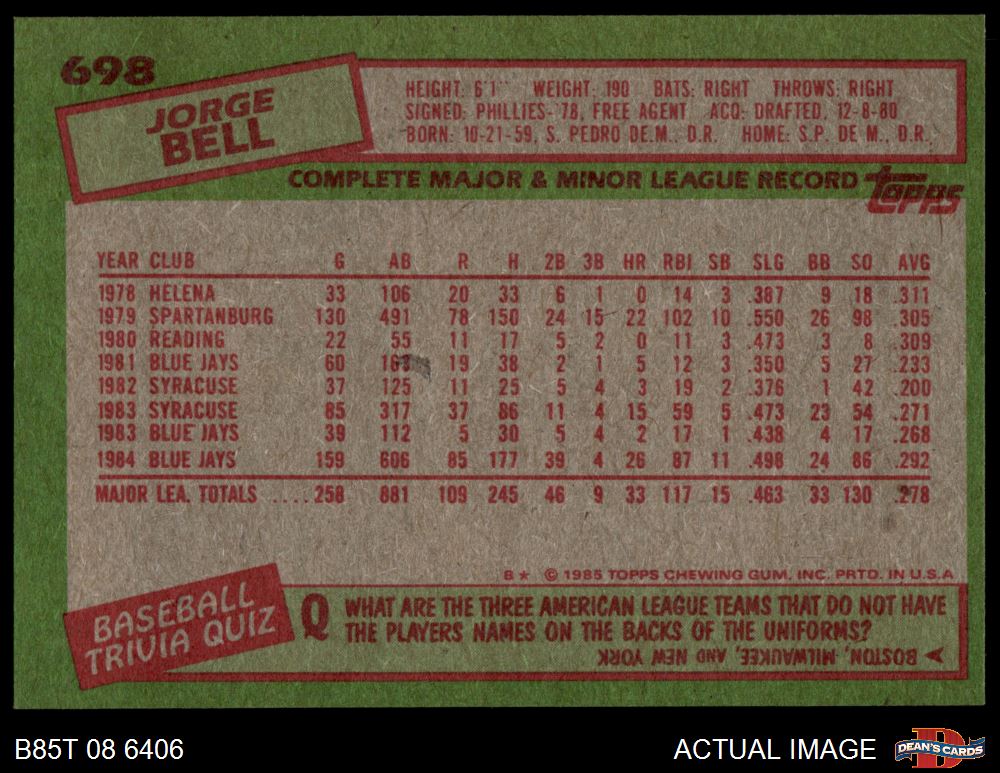 698
JORGE
BELL
HEIGHT: 6'1" WEIGHT: 190 BATS: RIGHT THROWS: RIGHT
SIGNED: PHILLIES-'78, FREE AGENT ACQ: DRAFTED, 12-8-80
BORN: 10-21-59, S. PEDRO DE.M., D.R. HOME: S.P. DE M., D.R.
COMPLETE MAJOR & MINOR LEAGUE RECORD topps
YEAR CLUB G AB R H 2B 3B HR RBI SB SLG BB SO AVG
1978 HELENA 33 106 20 33 6 1 0 14 3 .387 9 18 .311
1979 SPARTANBURG 130 491 78 150 24 15 22 102 10 .550 26 98 .305
1980 READING 22 55 11 17 5 2 0 11 3 .473 3 8 .309
1981 BLUE JAYS 60 163 19 38 2 1 5 12 3 .350 5 27 .233
1982 SYRACUSE 37 125 11 25 5 4 3 19 2 .376 1 42 .200
1983 SYRACUSE 85 317 37 86 11 4 15 59 5 .473 23 54 .271
1983 BLUE JAYS 39 112 5 30 5 4 2 17 1 .438 4 17 .268
1984 BLUE JAYS 159 606 85 177 39 4 26 87 11 .498 24 86 .292
MAJOR LEA. TOTALS ....258 881 109 245 46 9 33 117 15 .463 33 130 .278
B★ © 1985 TOPPS CHEWING GUM, INC. PRTD. IN U.S.A
BASEBALL
TRIVIA QUIZ
Q WHAT ARE THE THREE AMERICAN LEAGUE TEAMS THAT DO NOT HAVE
THE PLAYERS NAMES ON THE BACKS OF THE UNIFORMS?
BOSTON, MILWAUKEE, AND NEW YORK
B85T 08 6406
ACTUAL IMAGE
D
DEAN'S CARDS